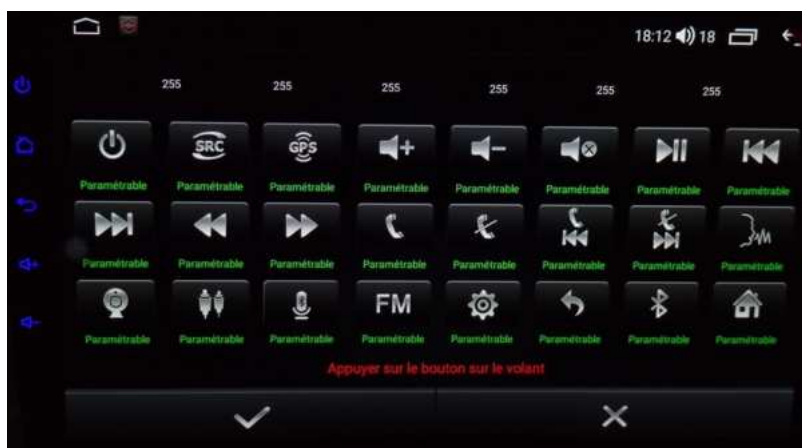 18:12 18
255 255 255 255 255 255
SRC GPS
Paramétrable Paramétrable Paramétrable Paramétrable Paramétrable Paramétrable Paramétrable Paramétrable
Paramétrable Paramétrable Paramétrable Paramétrable Paramétrable Paramétrable Paramétrable Paramétrable
FM
Paramétrable Paramétrable Paramétrable Paramétrable Paramétrable Paramétrable Paramétrable Paramétrable
Appuyer sur le bouton sur le volant